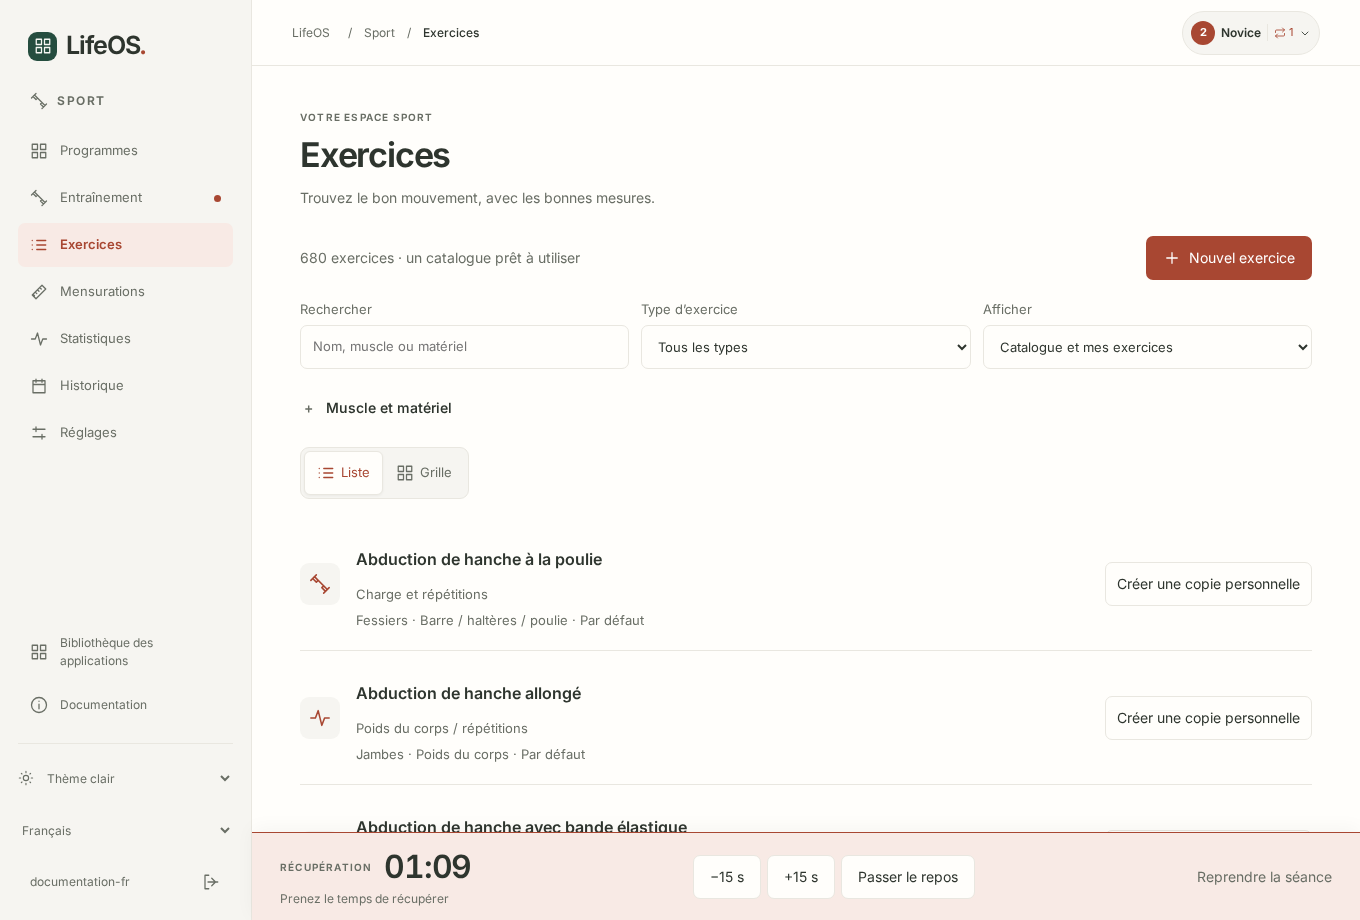 LifeOS.
SPORT
Programmes
Entraînement
Exercices
Mensurations
Statistiques
Historique
Réglages
Bibliothèque des
applications
Documentation
Thème clair
Français
documentation-fr
LifeOS / Sport / Exercices
2 Novice 1
VOTRE ESPACE SPORT
Exercices
Trouvez le bon mouvement, avec les bonnes mesures.
680 exercices · un catalogue prêt à utiliser
Nouvel exercice
Rechercher Type d’exercice Afficher
Nom, muscle ou matériel Tous les types Catalogue et mes exercices
+ Muscle et matériel
Liste Grille
Abduction de hanche à la poulie
Charge et répétitions
Fessiers · Barre / haltères / poulie · Par défaut
Créer une copie personnelle
Abduction de hanche allongé
Poids du corps / répétitions
Jambes · Poids du corps · Par défaut
Créer une copie personnelle
Abduction de hanche avec bande élastique
RÉCUPÉRATION 01:09
Prenez le temps de récupérer
−15 s +15 s Passer le repos
Reprendre la séance